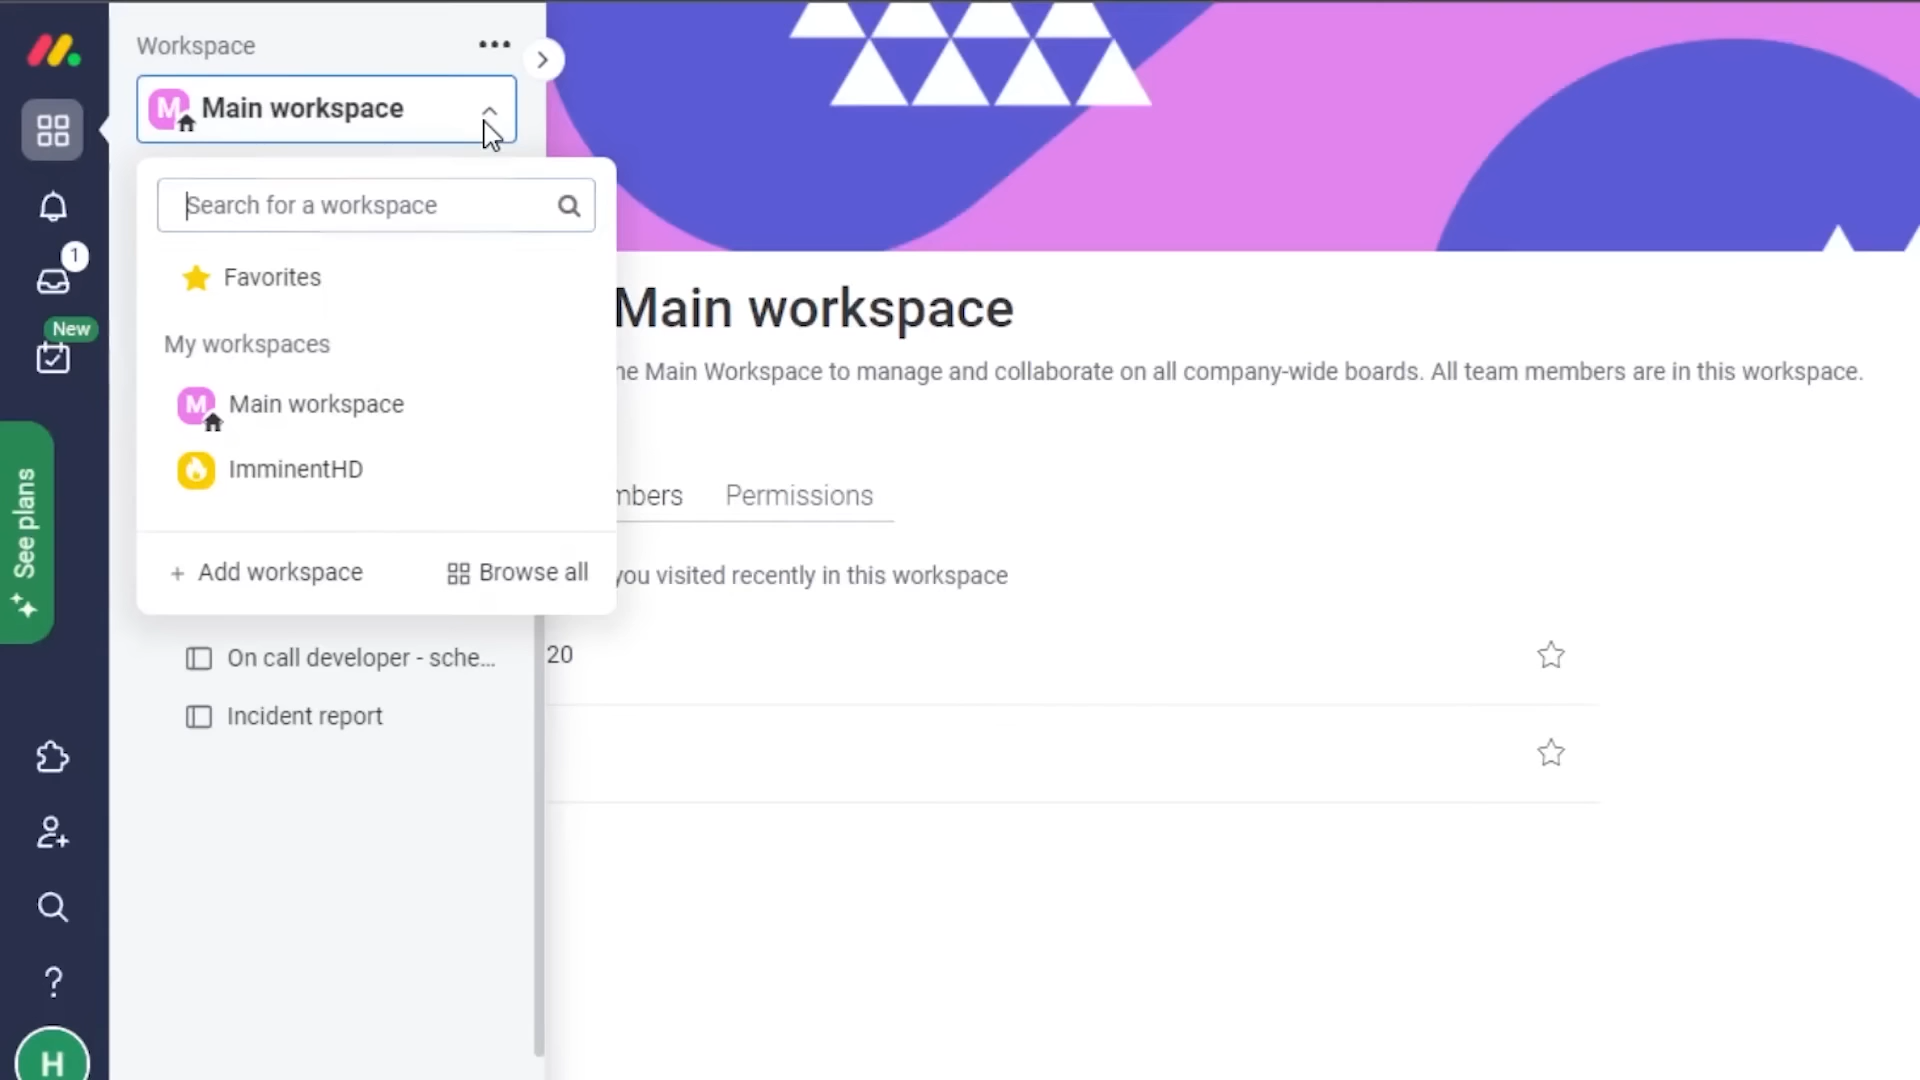 Workspace
M Main workspace
Search for a workspace
Favorites
My workspaces
M Main workspace
ImminentHD
+ Add workspace
Browse all
On call developer - sche...
Incident report
1
New
See plans
?
H
Main workspace
Main Workspace to manage and collaborate on all company-wide boards. All team members are in this workspace.
Permissions
you visited recently in this workspace
20